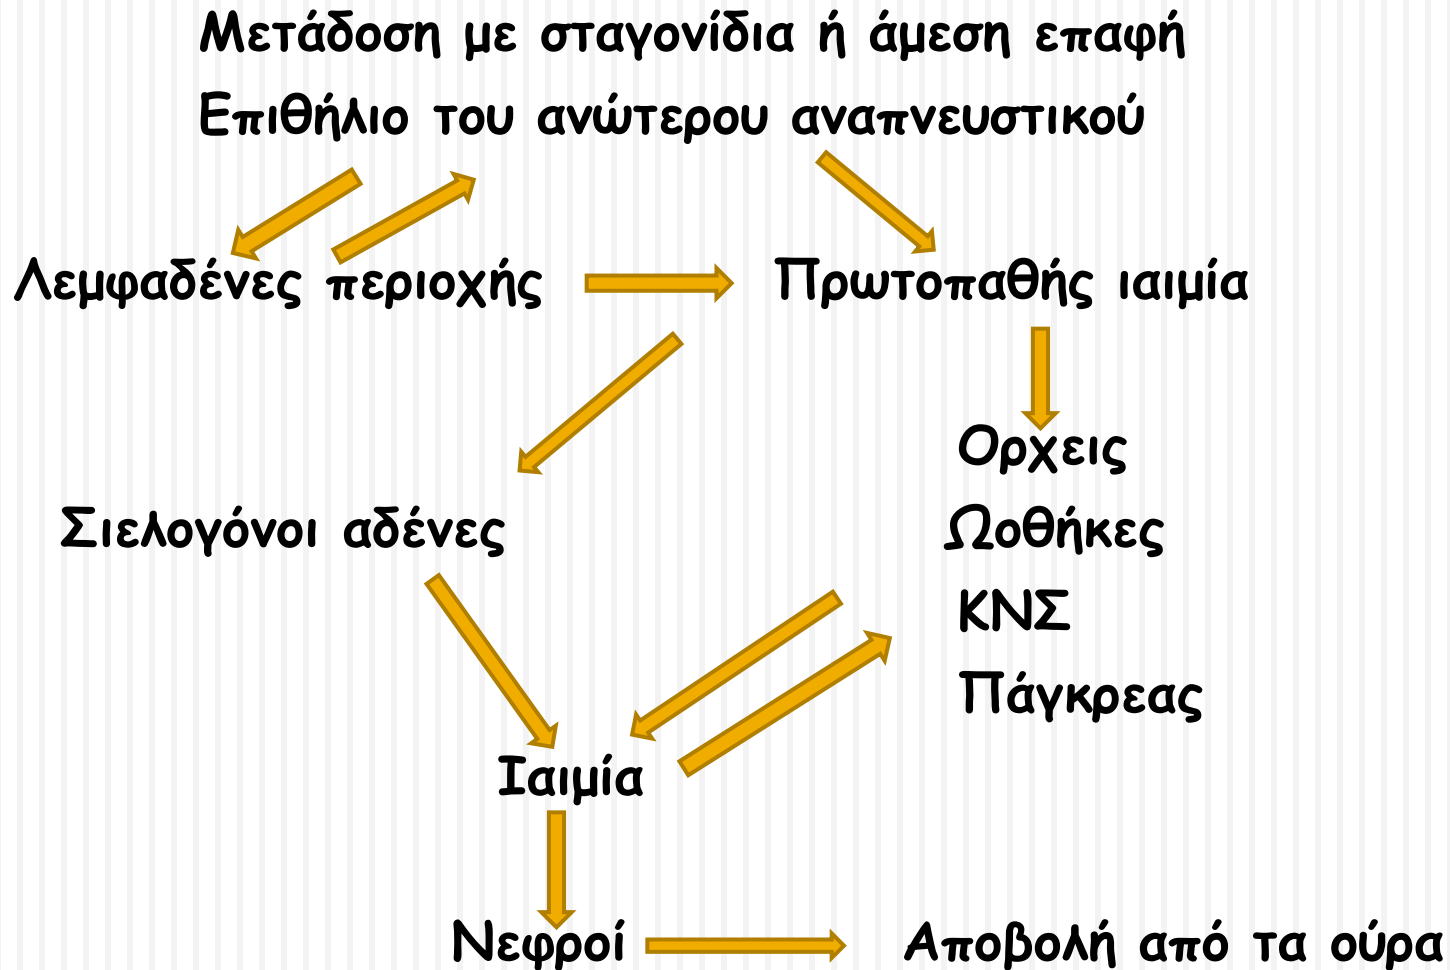 Μετάδοση με σταγονίδια ή άμεση επαφή
Επιθήλιο του ανώτερου αναπνευστικού
Λεμφαδένες περιοχής
Πρωτοπαθής ιαιμία
Ορχεις
Σιελογόνοι αδένες
Ωοθήκες
ΚΝΣ
Πάγκρεας
Ιαιμία
Νεφροί
Αποβολή από τα ούρα